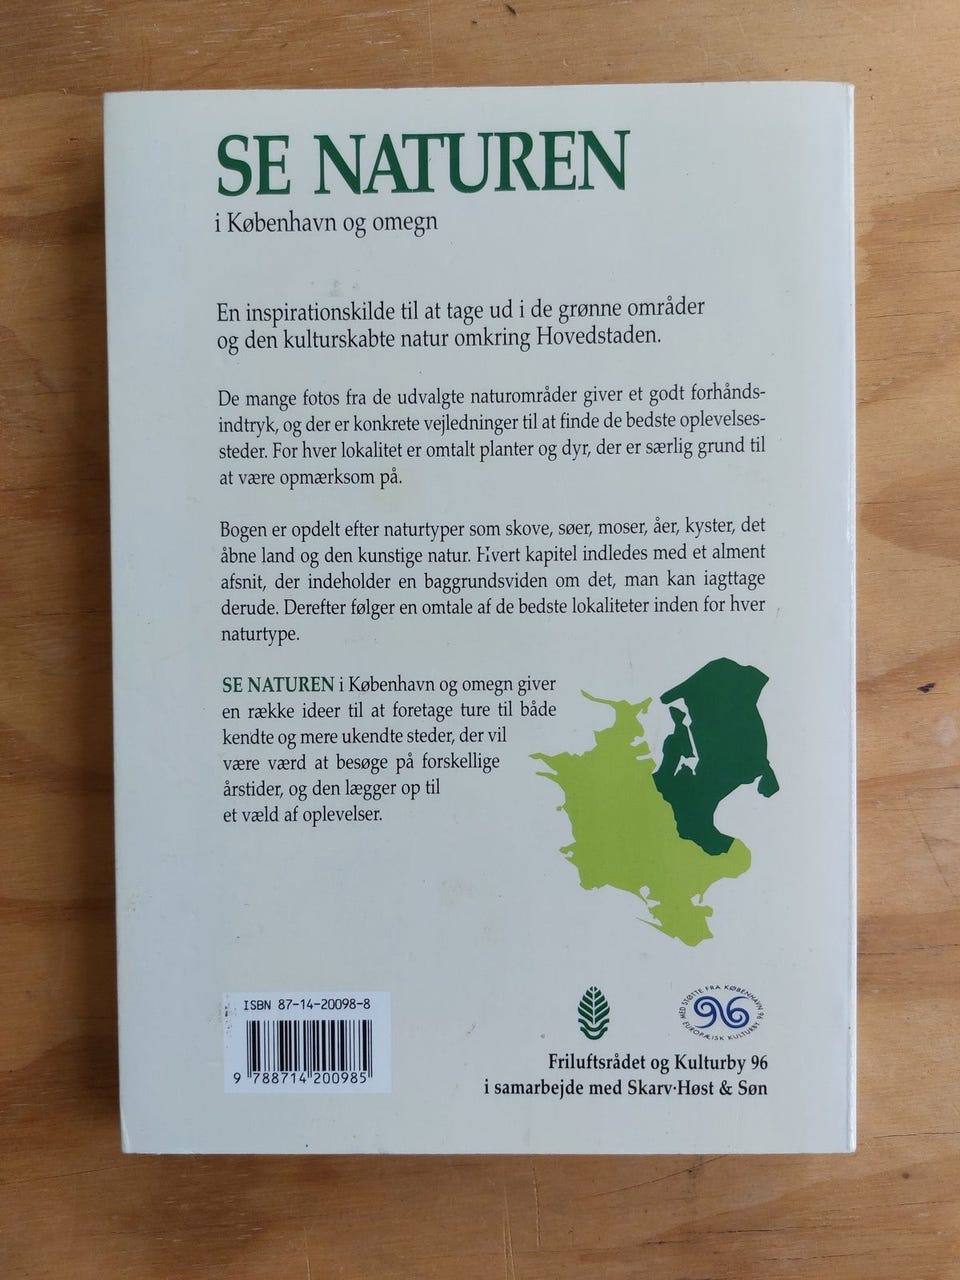 SE NATUREN
i København og omegn
En inspirationskilde til at tage ud i de grønne områder
og den kulturskabte natur omkring Hovedstaden.
De mange fotos fra de udvalgte naturområder giver et godt forhånds-
indtryk, og der er konkrete vejledninger til at finde de bedste oplevelses-
steder. For hver lokalitet er omtalt planter og dyr, der er særlig grund til
at være opmærksom på.
Bogen er opdelt efter naturtyper som skove, søer, moser, åer, kyster, det
åbne land og den kunstige natur. Hvert kapitel indledes med et alment
afsnit, der indeholder en baggrundsviden om det, man kan iagttage
derude. Derefter følger en omtale af de bedste lokaliteter inden for hver
naturtype.
SE NATUREN i København og omegn giver
en række ideer til at foretage ture til både
kendte og mere ukendte steder, der vil
være værd at besøge på forskellige
årstider, og den lægger op til
et væld af oplevelser.
ISBN 87-14-20098-8
9 788714 200985
MED STØTTE FRA KØBENHAVN
96
EUROPÆISK KULTURBY 96
Friluftsrådet og Kulturby 96
i samarbejde med Skarv·Høst & Søn